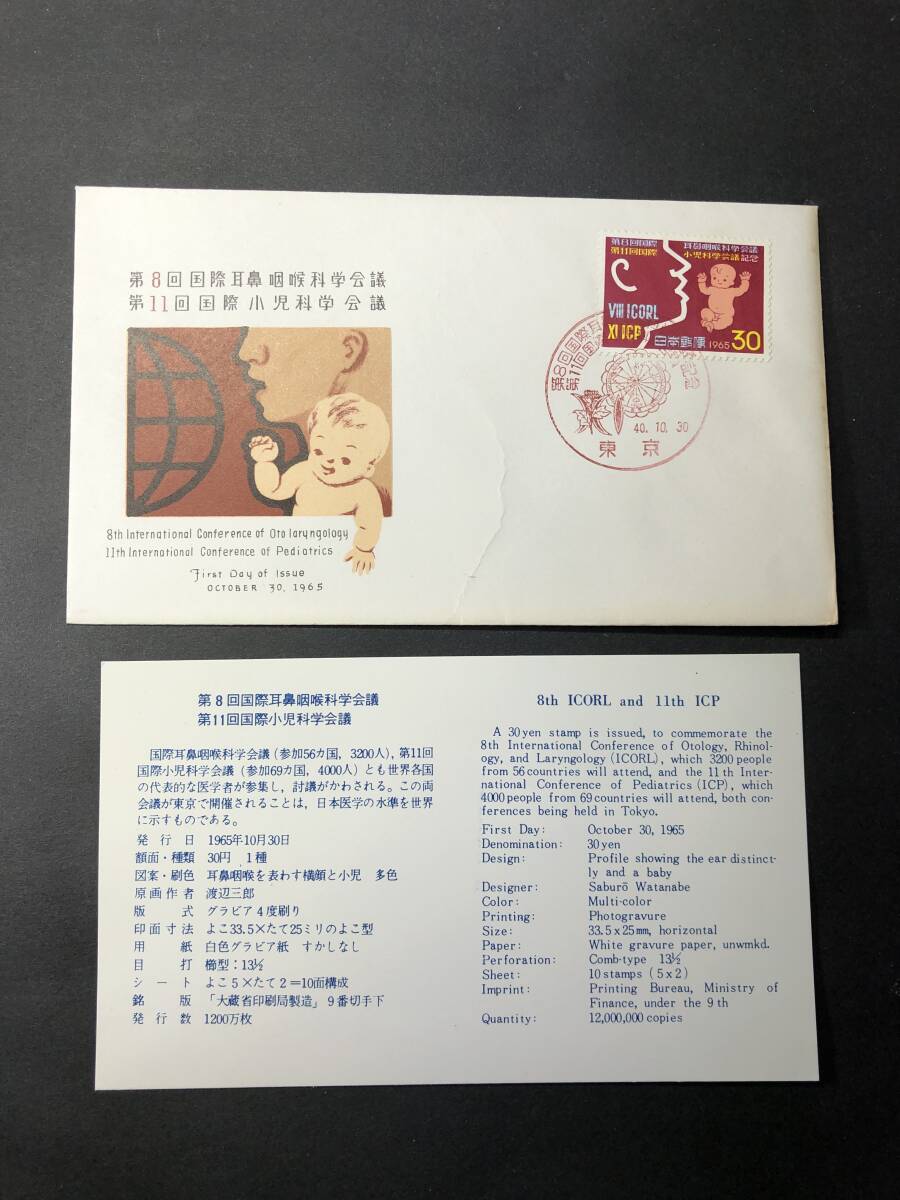 第8回国際耳鼻咽喉科学会議
第11回国際小児科学会議
8th International Conference of Otolaryngology
11th International Conference of Pediatrics
First Day of Issue
OCTOBER 30, 1965
第8回国際 耳鼻咽喉科学会議
第11回国際 小児科学会議記念
VIII ICORL
XI ICP
日本郵便 1965 30
第8回国際耳
第11回国
記念
40.10.30
東京
第8回国際耳鼻咽喉科学会議
第11回国際小児科学会議
国際耳鼻咽喉科学会議(参加56カ国,3200人),第11回
国際小児科学会議(参加69カ国,4000人)とも世界各国
の代表的な医学者が参集し,討議がかわされる。この両
会議が東京で開催されることは,日本医学の水準を世界
に示すものである。
発行日 1965年10月30日
額面・種類 30円 1種
図案・刷色 耳鼻咽喉を表わす横顔と小児 多色
原画作者 渡辺三郎
版式 グラビア4度刷り
印面寸法 よこ33.5×たて25ミリのよこ型
用紙 白色グラビア紙 すかしなし
目打 櫛型:13½
シート よこ5×たて2=10面構成
銘版 「大蔵省印刷局製造」9番切手下
発行数 1200万枚
8th ICORL and 11th ICP
A 30yen stamp is issued, to commemorate the
8th International Conference of Otology, Rhinol-
ogy, and Laryngology (ICORL), which 3200 people
from 56 countries will attend, and the 11th Inter-
national Conference of Pediatrics (ICP), which
4000 people from 69 countries will attend, both con-
ferences being held in Tokyo.
First Day: October 30, 1965
Denomination: 30 yen
Design: Profile showing the ear distinct-
ly and a baby
Designer: Saburō Watanabe
Color: Multi-color
Printing: Photogravure
Size: 33.5 x 25mm, horizontal
Paper: White gravure paper, unwmkd.
Perforation: Comb-type 13½
Sheet: 10 stamps (5 x 2)
Imprint: Printing Bureau, Ministry of
Finance, under the 9th
Quantity: 12,000,000 copies